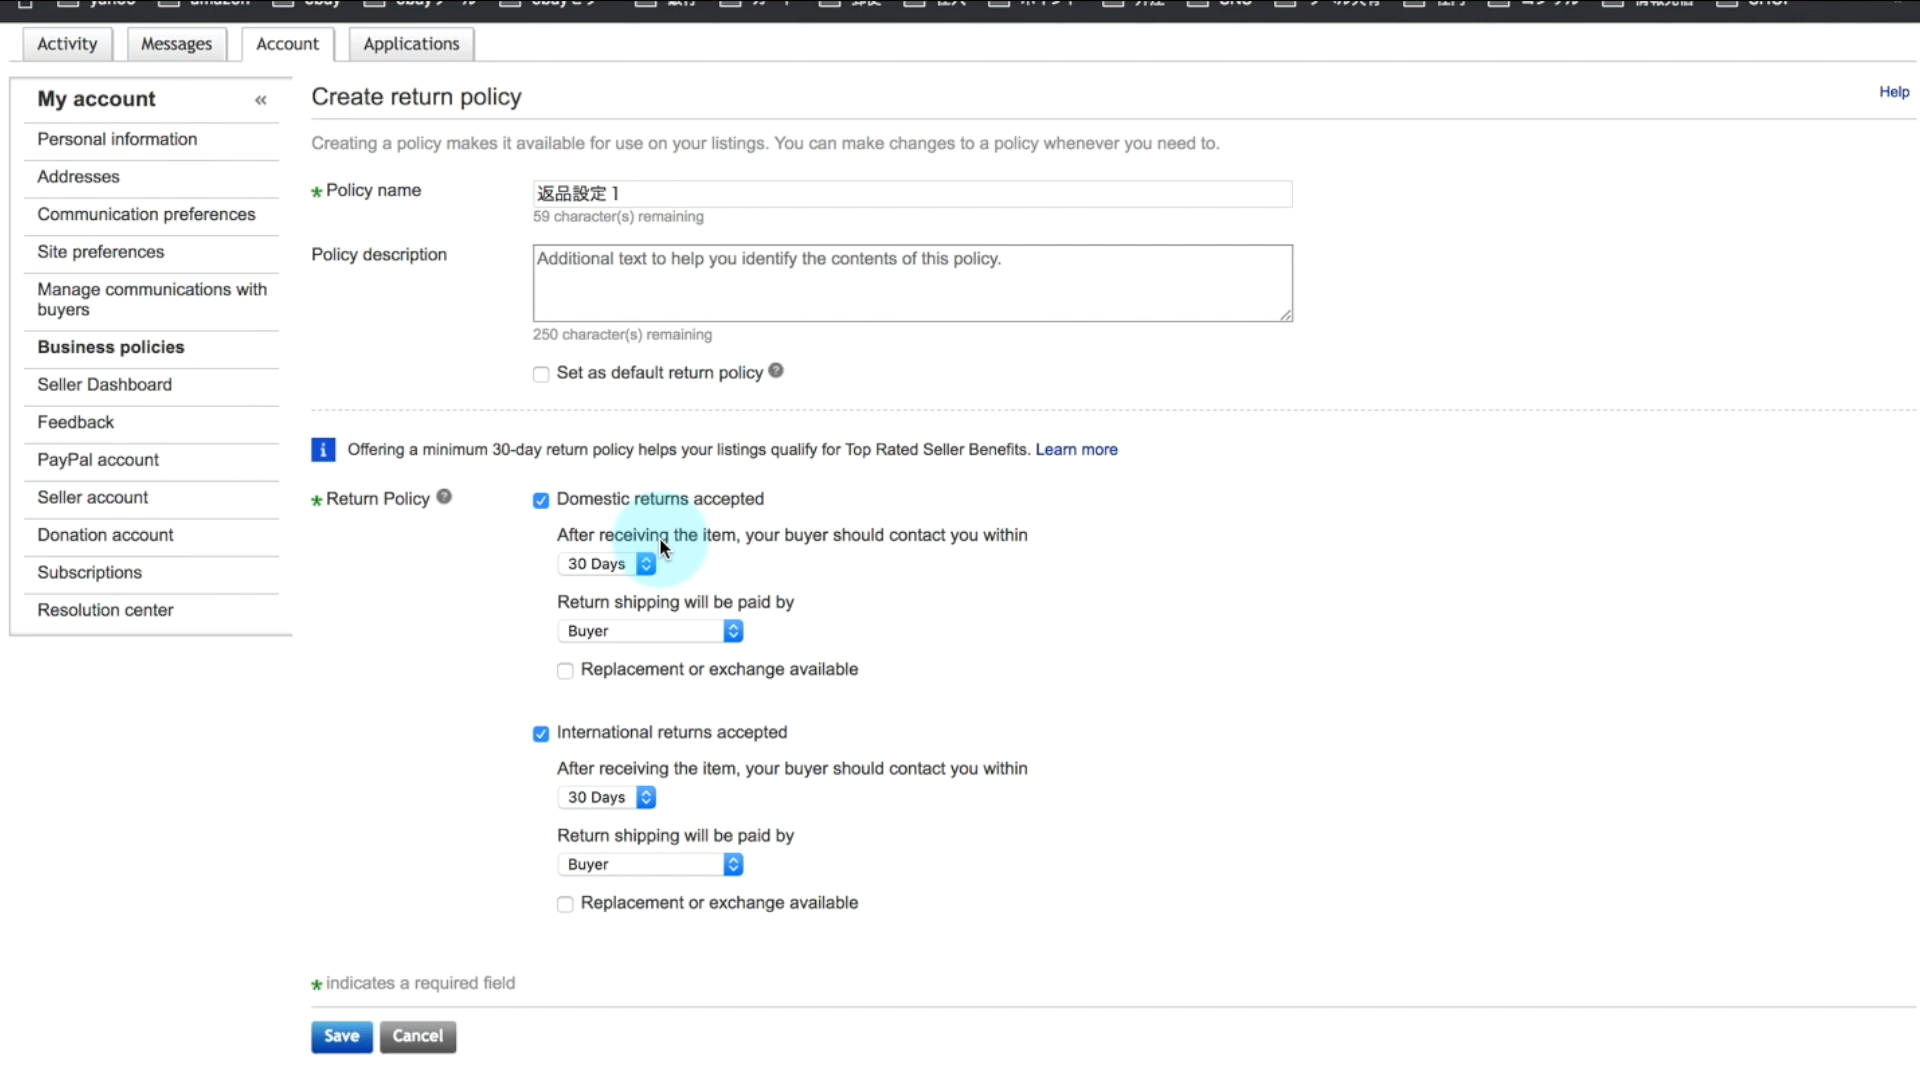 Activity
Messages
Account
Applications
My account «
Personal information
Addresses
Communication preferences
Site preferences
Manage communications with
buyers
Business policies
Seller Dashboard
Feedback
PayPal account
Seller account
Donation account
Subscriptions
Resolution center
Create return policy
Help
Creating a policy makes it available for use on your listings. You can make changes to a policy whenever you need to.
* Policy name
返品設定１
59 character(s) remaining
Policy description
Additional text to help you identify the contents of this policy.
250 character(s) remaining
Set as default return policy ?
i Offering a minimum 30-day return policy helps your listings qualify for Top Rated Seller Benefits. Learn more
* Return Policy ?
Domestic returns accepted
After receiving the item, your buyer should contact you within
30 Days
Return shipping will be paid by
Buyer
Replacement or exchange available
International returns accepted
After receiving the item, your buyer should contact you within
30 Days
Return shipping will be paid by
Buyer
Replacement or exchange available
* indicates a required field
Save
Cancel